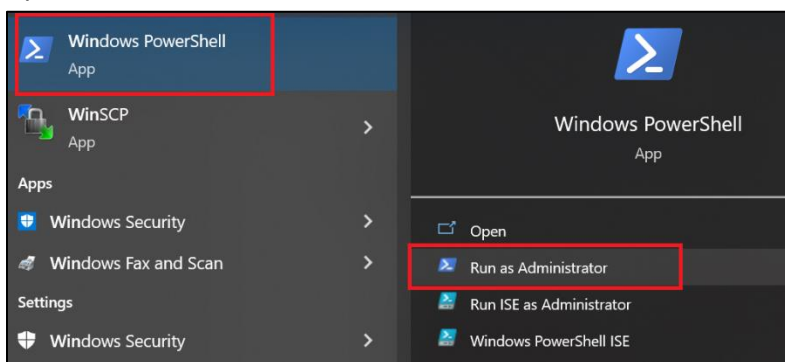 Windows PowerShell
App
WinSCP
App
Apps
Windows Security
Windows Fax and Scan
Settings
Windows Security
Windows PowerShell
App
Open
Run as Administrator
Run ISE as Administrator
Windows PowerShell ISE